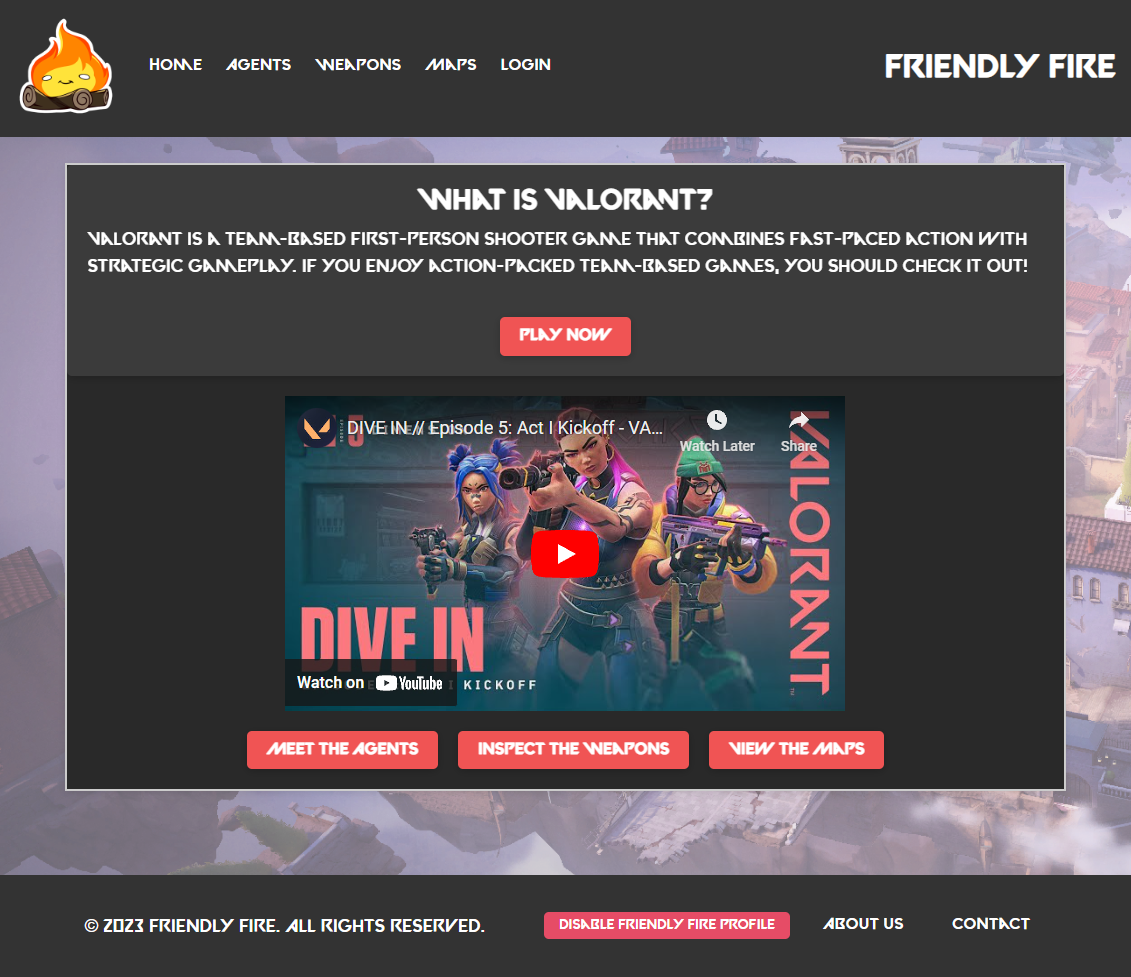 HOME AGENTS WEAPONS MAPS LOGIN
FRIENDLY FIRE
WHAT IS VALORANT?
VALORANT IS A TEAM-BASED FIRST-PERSON SHOOTER GAME THAT COMBINES FAST-PACED ACTION WITH
STRATEGIC GAMEPLAY. IF YOU ENJOY ACTION-PACKED TEAM-BASED GAMES, YOU SHOULD CHECK IT OUT!
PLAY NOW
DIVE IN // Episode 5: Act I Kickoff - VA...
Watch Later
Share
VALORANT
DIVE IN
Watch on YouTube
I KICKOFF
MEET THE AGENTS
INSPECT THE WEAPONS
VIEW THE MAPS
© 2023 FRIENDLY FIRE. ALL RIGHTS RESERVED.
DISABLE FRIENDLY FIRE PROFILE
ABOUT US
CONTACT